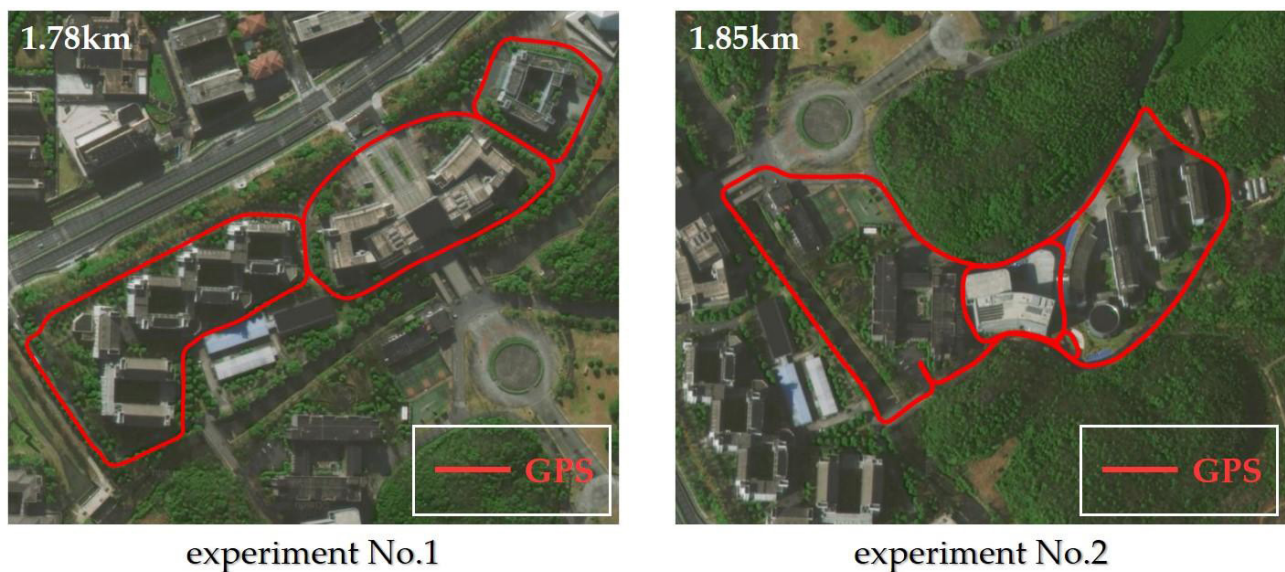 1.78km
GPS
experiment No.1
1.85km
GPS
experiment No.2